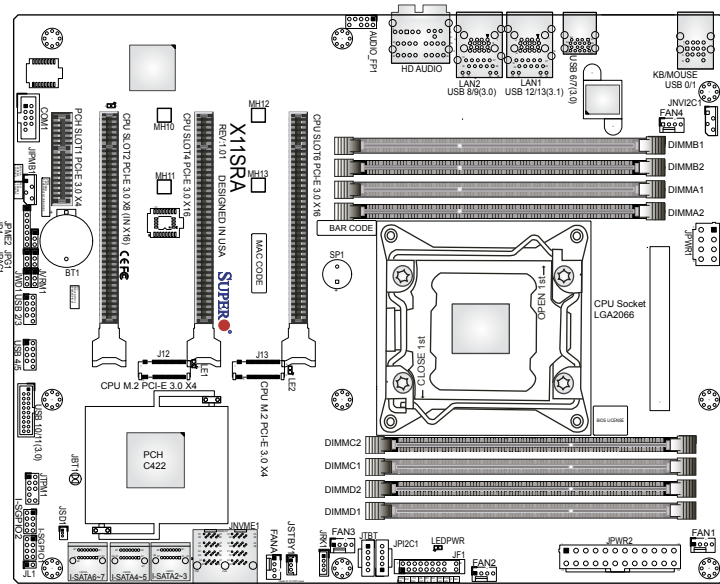 AUDIO_FP1
HD AUDIO
LAN2
USB 8/9(3.0)
LAN1
USB 12/13(3.1)
USB 6/7(3.0)
KB/MOUSE
USB 0/1
JNVI2C1
FAN4
COM1
PCH SLOT1 PCI-E 3.0 X4
CPU SLOT2 PCI-E 3.0 X8 (IN X16)
CPU SLOT4 PCI-E 3.0 X16
CPU SLOT6 PCI-E 3.0 X16
MH10
MH12
MH11
MH13
X11SRA
REV:1.01
DESIGNED IN USA
SUPER
MAC CODE
BAR CODE
SP1
DIMMB1
DIMMB2
DIMMA1
DIMMA2
JPWR1
JIPMB1
JPME2
JPG1
BT1
JWD1
JVRM1
USB 2/3
USB 4/5
USB 10/11(3.0)
CPU Socket
LGA2066
OPEN 1st
CLOSE 1st
BIOS LICENSE
J12
LE1
J13
LE2
CPU M.2 PCI-E 3.0 X4
CPU M.2 PCI-E 3.0 X4
PCH
C422
JBT1
JTPM1
I-SGPIO2
I-SGPIO1
JL1
JSD1
I-SATA6~7
I-SATA4~5
I-SATA2~3
JNVME1
FANA
JSTBY1
JRK1
FAN3
JTBT
JPI2C1
LEDPWR
JF1
FAN2
JPWR2
FAN1
DIMMC2
DIMMC1
DIMMD2
DIMMD1